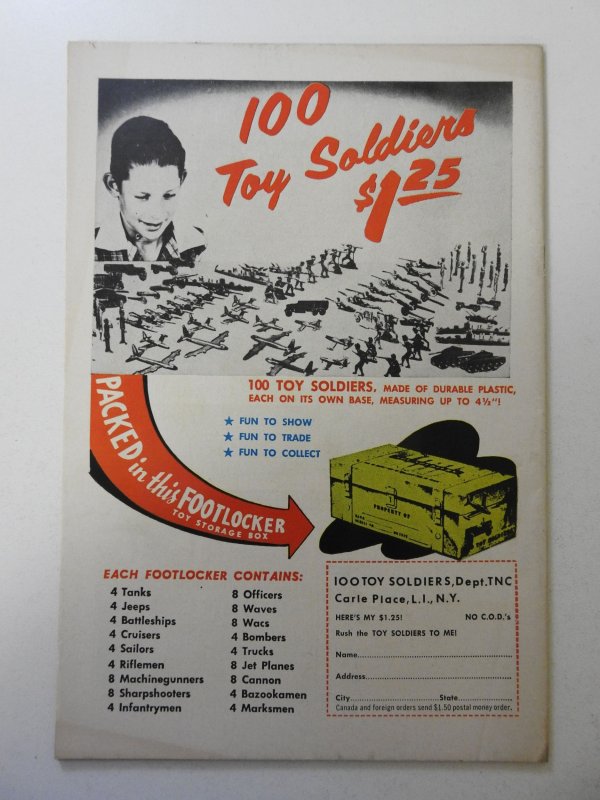 100
Toy Soldiers
$1.25
100 TOY SOLDIERS, MADE OF DURABLE PLASTIC,
EACH ON ITS OWN BASE, MEASURING UP TO 4½"!
★ FUN TO SHOW
★ FUN TO TRADE
★ FUN TO COLLECT
PACKED in this FOOTLOCKER
TOY STORAGE BOX
PROPERTY OF
EACH FOOTLOCKER CONTAINS:
4 Tanks
4 Jeeps
4 Battleships
4 Cruisers
4 Sailors
4 Riflemen
8 Machinegunners
8 Sharpshooters
4 Infantrymen
8 Officers
8 Waves
8 Wacs
4 Bombers
4 Trucks
8 Jet Planes
8 Cannon
4 Bazookamen
4 Marksmen
100 TOY SOLDIERS, Dept. TNC
Carle Place, L.I., N.Y.
HERE'S MY $1.25! NO C.O.D.'s
Rush the TOY SOLDIERS TO ME!
Name
Address
City State
Canada and foreign orders send $1.50 postal money order.